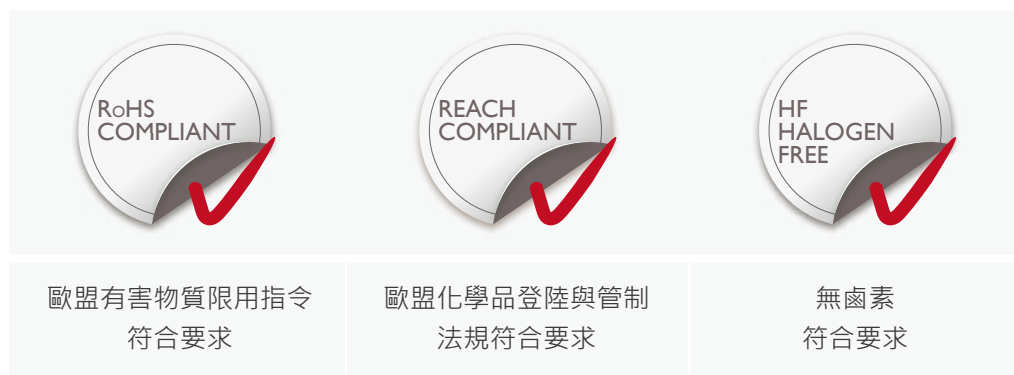 RoHS
COMPLIANT
REACH
COMPLIANT
HF
HALOGEN
FREE
歐盟有害物質限用指令
符合要求
歐盟化學品登陸與管制
法規符合要求
無鹵素
符合要求